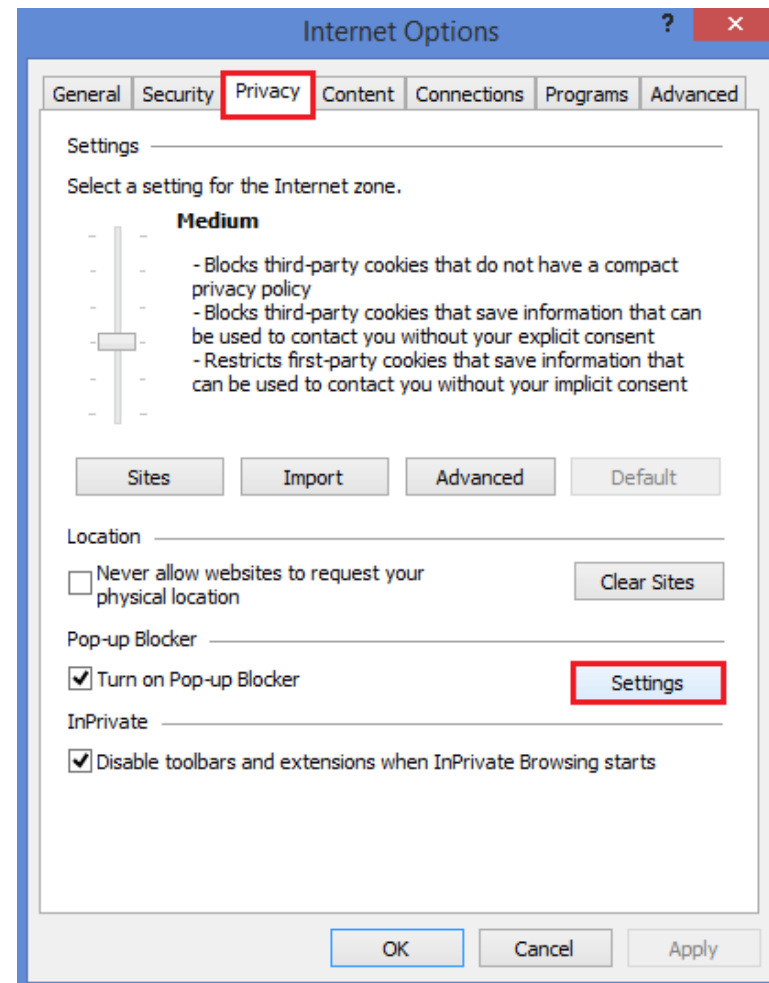 Internet Options
?
×
General Security Privacy Content Connections Programs Advanced
Settings
Select a setting for the Internet zone.
Medium
- Blocks third-party cookies that do not have a compact
privacy policy
- Blocks third-party cookies that save information that can
be used to contact you without your explicit consent
- Restricts first-party cookies that save information that
can be used to contact you without your implicit consent
Sites Import Advanced Default
Location
Never allow websites to request your
physical location
Clear Sites
Pop-up Blocker
Turn on Pop-up Blocker
Settings
InPrivate
Disable toolbars and extensions when InPrivate Browsing starts
OK Cancel Apply